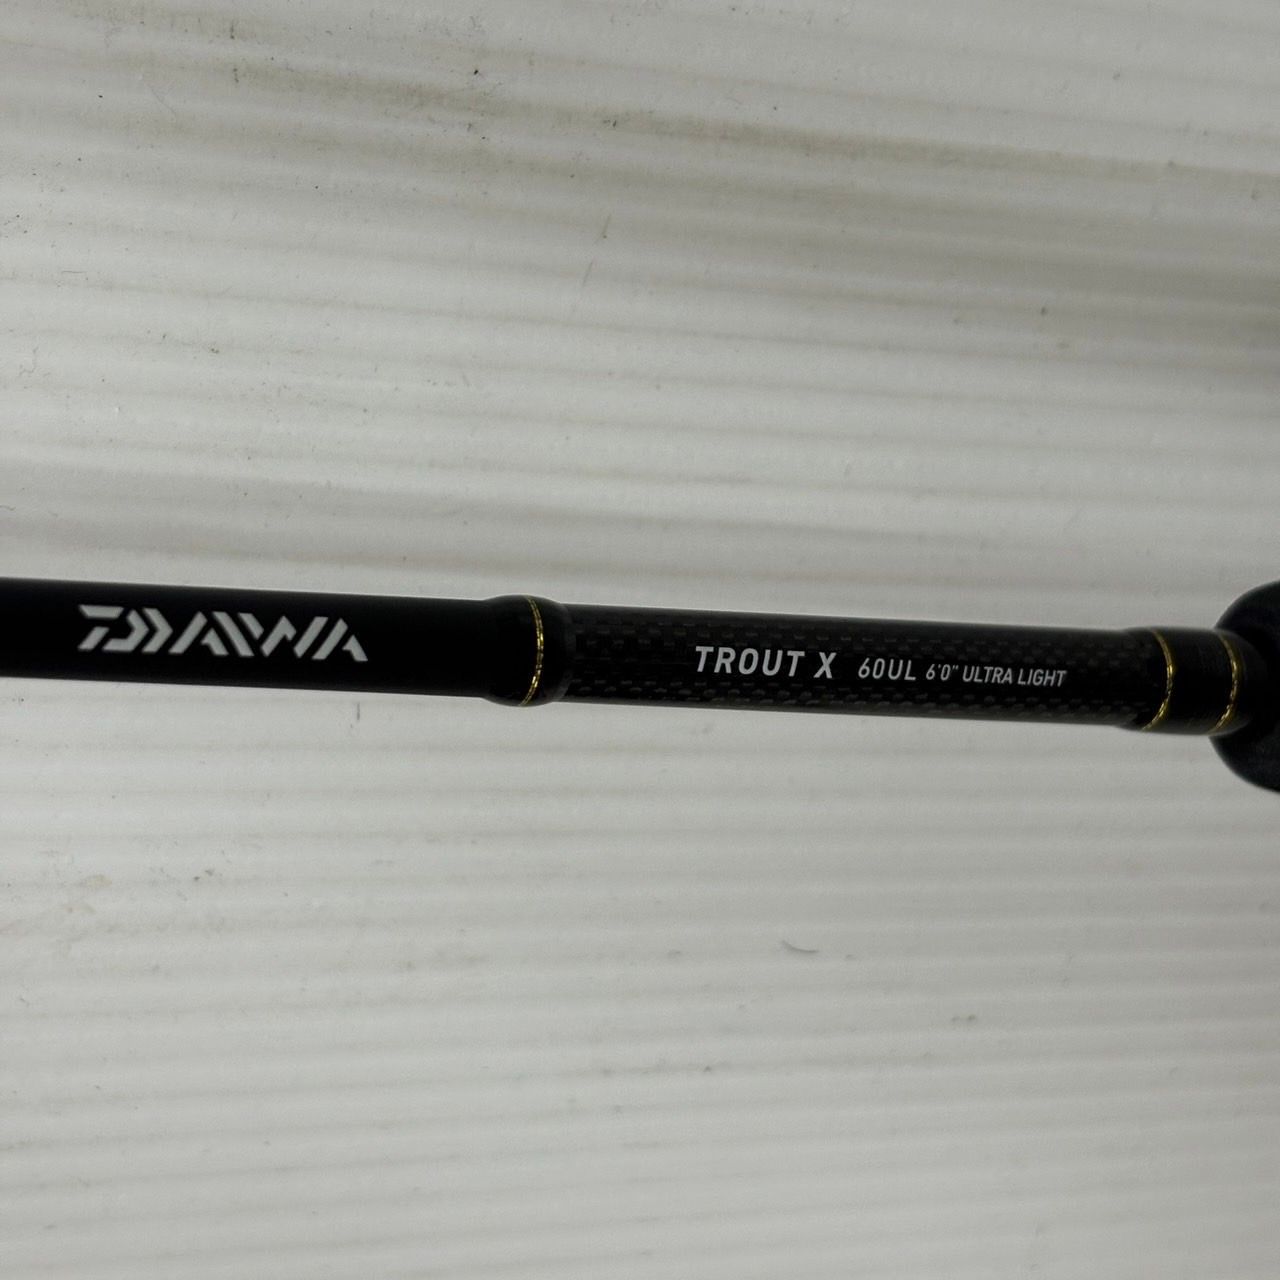 DAIWA
TROUT X 60UL 6'0" ULTRA LIGHT